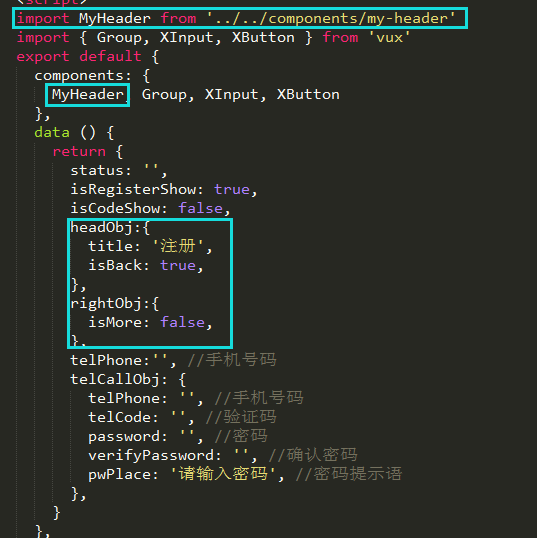 <script>
import MyHeader from '../../components/my-header'
import { Group, XInput, XButton } from 'vux'
export default {
components: {
MyHeader, Group, XInput, XButton
},
data () {
return {
status: '',
isRegisterShow: true,
isCodeShow: false,
headObj:{
title: '注册',
isBack: true,
},
rightObj:{
isMore: false,
},
telPhone:'', //手机号码
telCallObj: {
telPhone: '', //手机号码
telCode: '', //验证码
password: '', //密码
verifyPassword: '', //确认密码
pwPlace: '请输入密码', //密码提示语
},
}
},